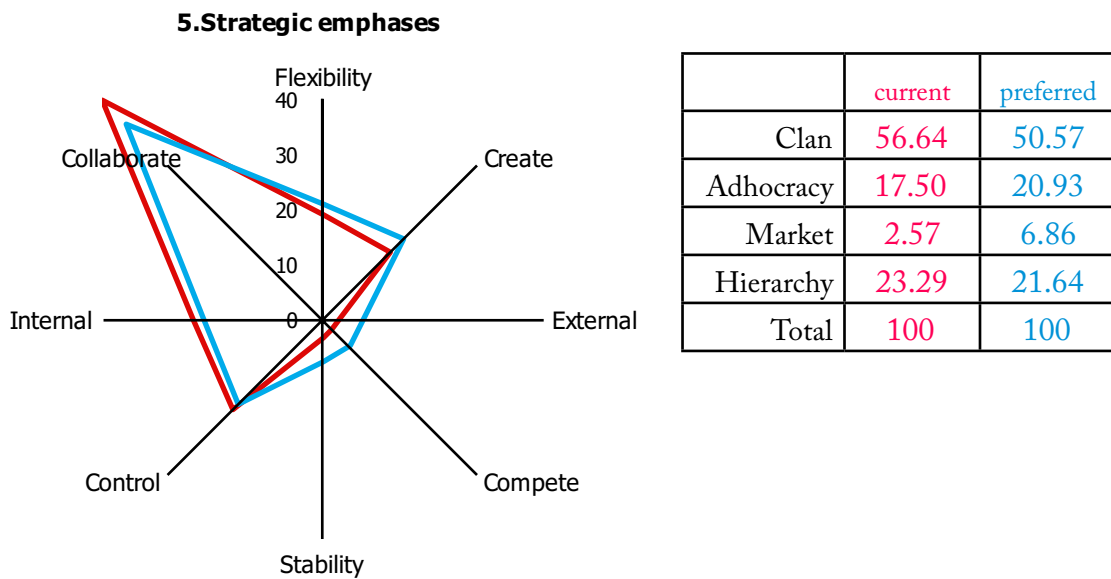 5.Strategic emphases
Flexibility
40
Collaborate
30
Create
20
10
Internal
0
External
Control
Compete
Stability
current preferred
Clan 56.64 50.57
Adhocracy 17.50 20.93
Market 2.57 6.86
Hierarchy 23.29 21.64
Total 100 100